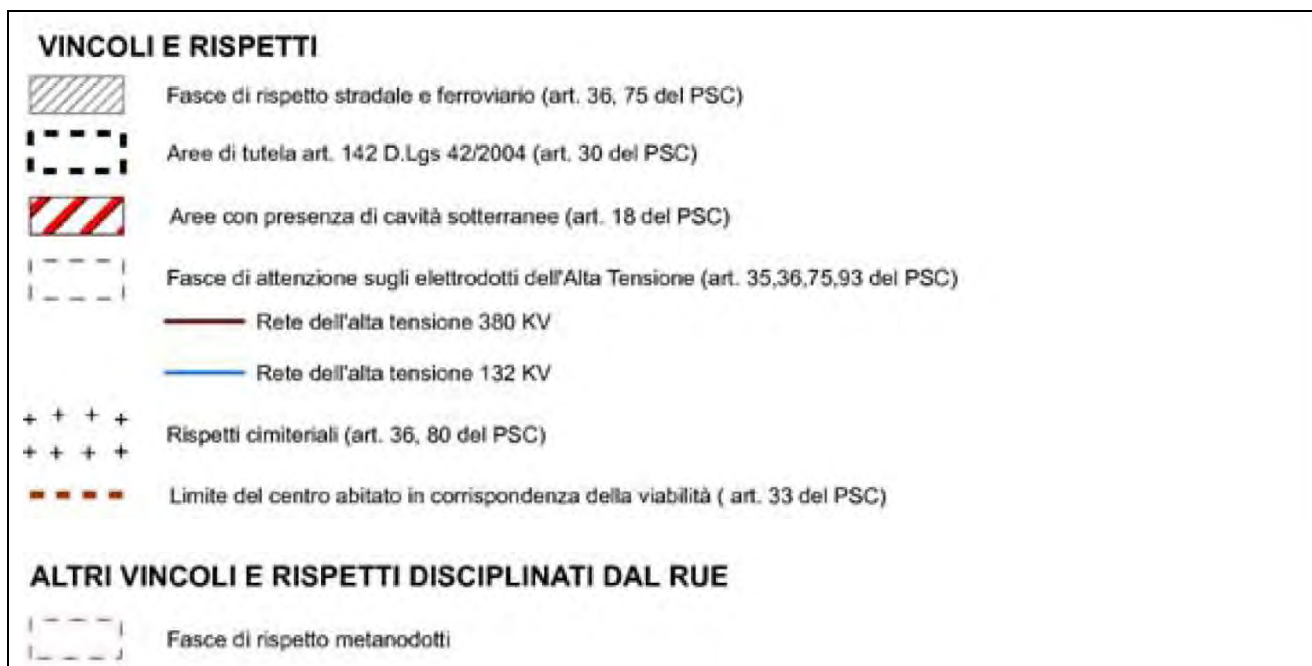 VINCOLI E RISPETTI
Fasce di rispetto stradale e ferroviario (art. 36, 75 del PSC)
Aree di tutela art. 142 D.Lgs 42/2004 (art. 30 del PSC)
Aree con presenza di cavità sotterranee (art. 18 del PSC)
Fasce di attenzione sugli elettrodotti dell'Alta Tensione (art. 35,36,75,93 del PSC)
Rete dell'alta tensione 380 KV
Rete dell'alta tensione 132 KV
Rispetti cimiteriali (art. 36, 80 del PSC)
Limite del centro abitato in corrispondenza della viabilità ( art. 33 del PSC)
ALTRI VINCOLI E RISPETTI DISCIPLINATI DAL RUE
Fasce di rispetto metanodotti